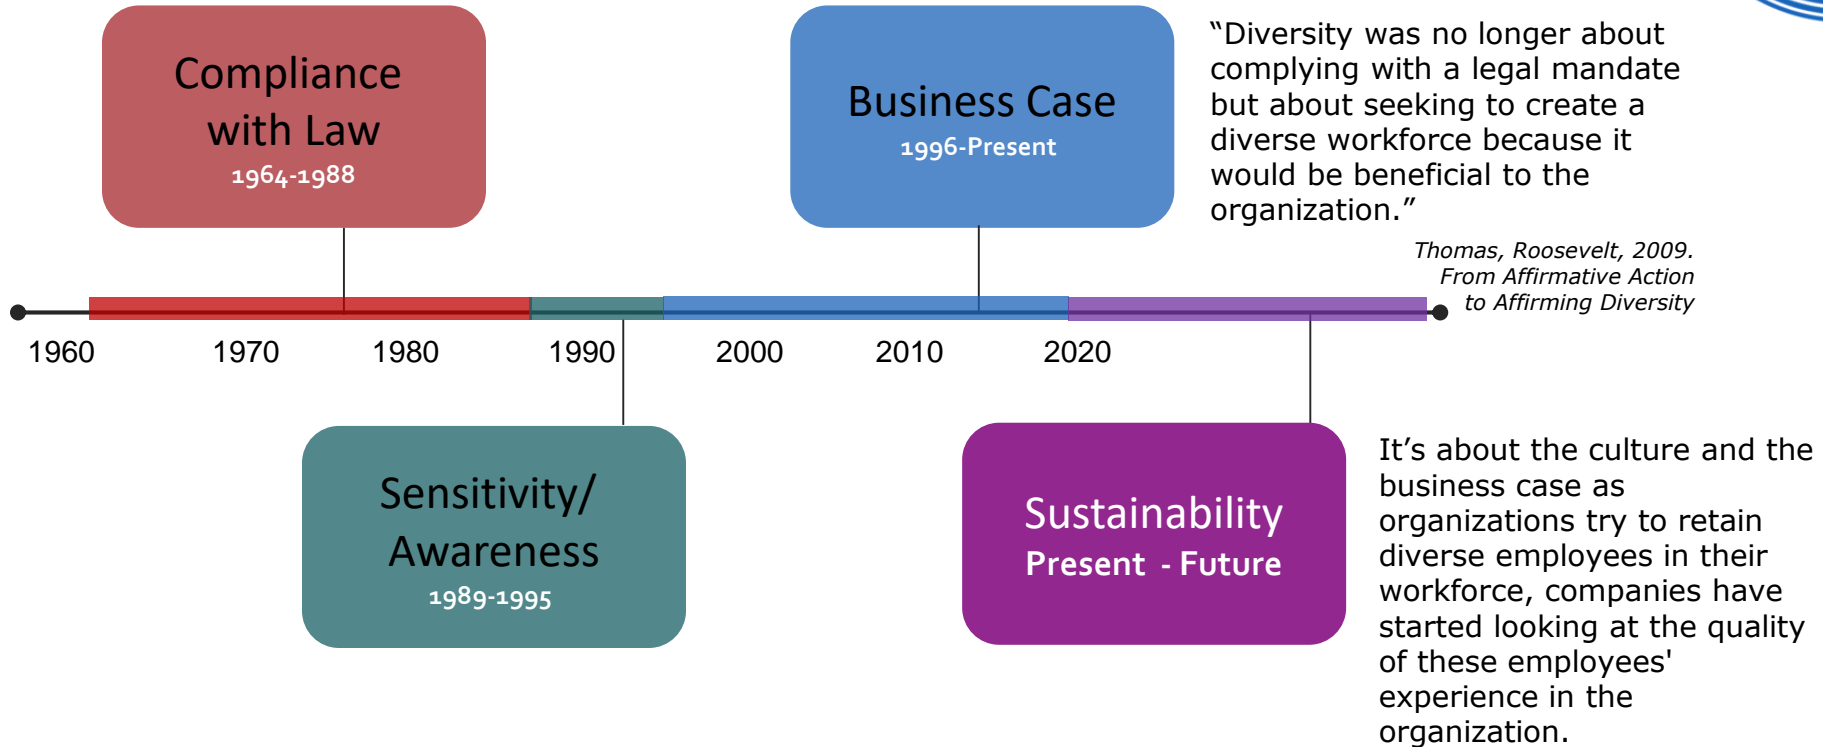 Compliance
with Law
1964-1988
Business Case
1996-Present
“Diversity was no longer about
complying with a legal mandate
but about seeking to create a
diverse workforce because it
would be beneficial to the
organization.”
Thomas, Roosevelt, 2009.
From Affirmative Action
to Affirming Diversity
1960 1970 1980 1990 2000 2010 2020
Sensitivity/
Awareness
1989-1995
Sustainability
Present - Future
It’s about the culture and the
business case as
organizations try to retain
diverse employees in their
workforce, companies have
started looking at the quality
of these employees'
experience in the
organization.